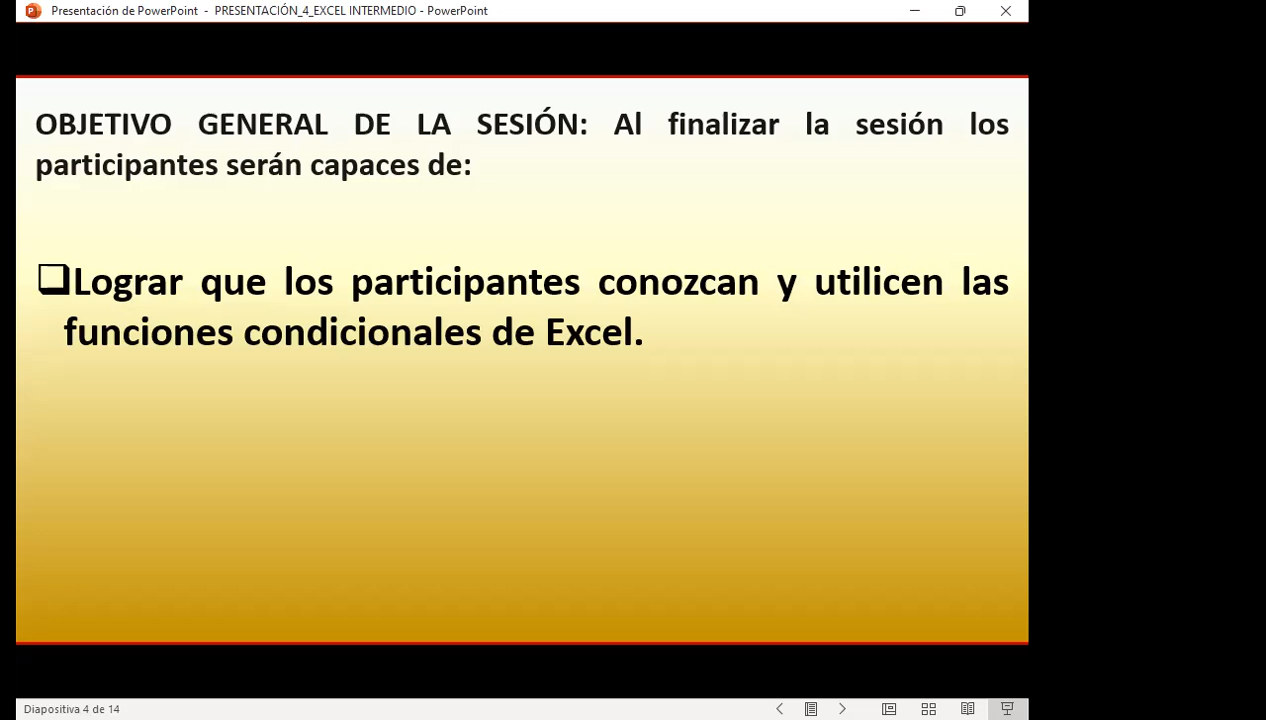 Presentación de PowerPoint - PRESENTACIÓN_4_EXCEL INTERMEDIO - PowerPoint
OBJETIVO GENERAL DE LA SESIÓN: Al finalizar la sesión los
participantes serán capaces de:
Lograr que los participantes conozcan y utilicen las
funciones condicionales de Excel.
Diapositiva 4 de 14